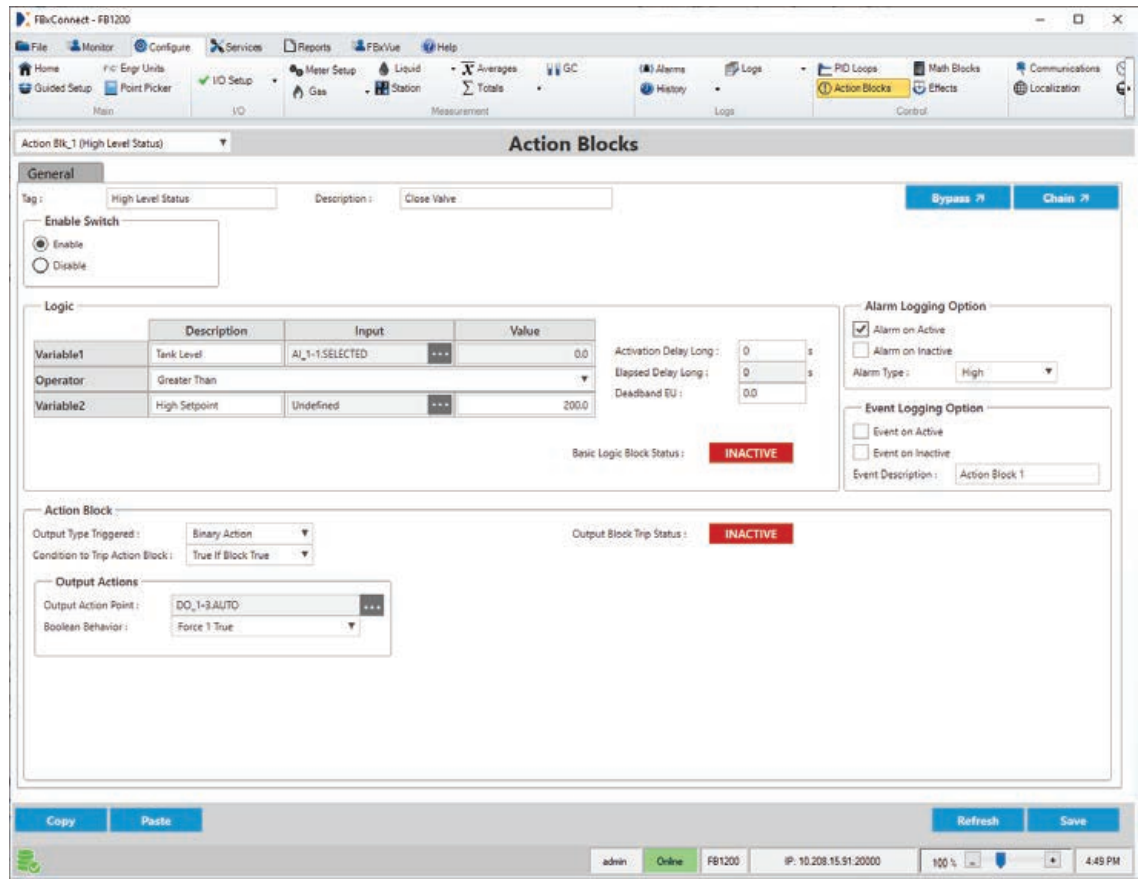 FBxConnect - FB1200
File Monitor Configure Services Reports FBxVue Help
Home Engr Units I/O Setup Meter Setup Liquid Averages GC Alarms Logs PID Loops Math Blocks Communications
Guided Setup Point Picker Gas Station Totals History Action Blocks Effects Localization
Main I/O Measurement Logs Control
Action Blk_1 (High Level Status) Action Blocks
General
Tag : High Level Status Description : Close Valve Bypass Chain
Enable Switch
Enable
Disable
Logic
Description Input Value
Variable1 Tank Level AI_1-1.SELECTED ... 0.0
Operator Greater Than
Variable2 High Setpoint Undefined ... 200.0
Activation Delay Long : 0 s
Elapsed Delay Long : 0 s
Deadband EU : 0.0
Basic Logic Block Status : INACTIVE
Alarm Logging Option
Alarm on Active
Alarm on Inactive
Alarm Type : High
Event Logging Option
Event on Active
Event on Inactive
Event Description : Action Block 1
Action Block
Output Type Triggered : Binary Action
Condition to Trip Action Block : True If Block True
Output Block Trip Status : INACTIVE
Output Actions
Output Action Point : DO_1-3.AUTO ...
Boolean Behavior : Force 1 True
Copy Paste Refresh Save
admin Online FB1200 IP: 10.208.15.91:20000 100 % - + 4:49 PM